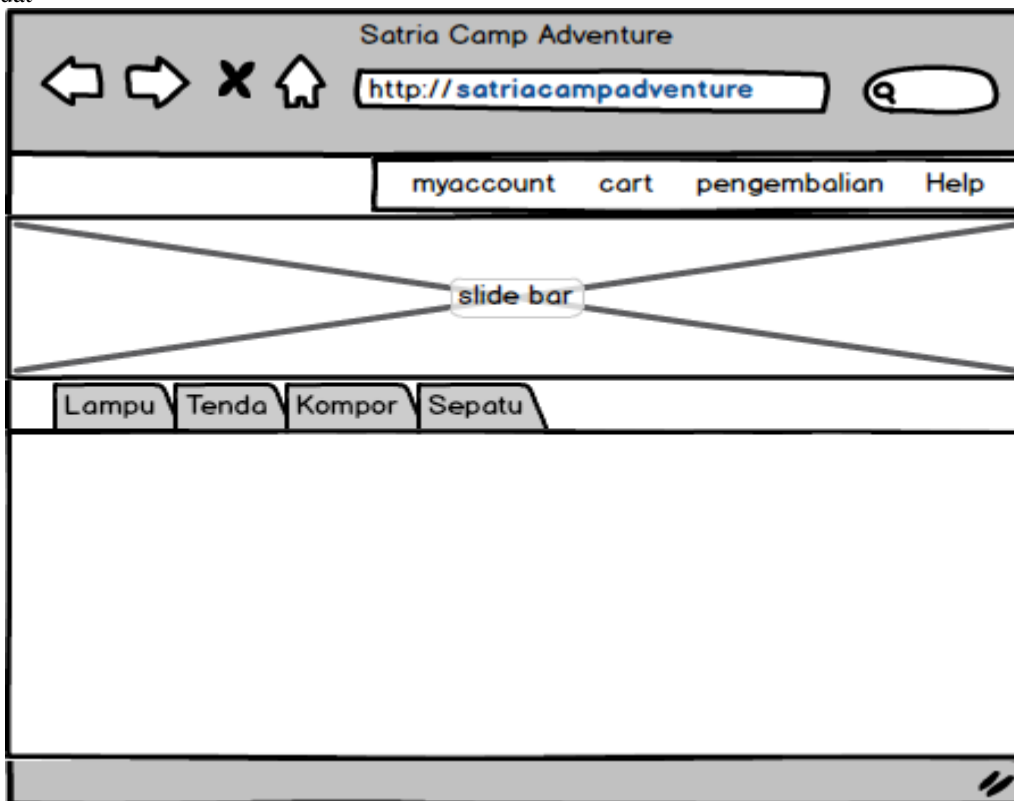 Satria Camp Adventure
http://satriacampadventure
myaccount cart pengembalian Help
slide bar
Lampu Tenda Kompor Sepatu